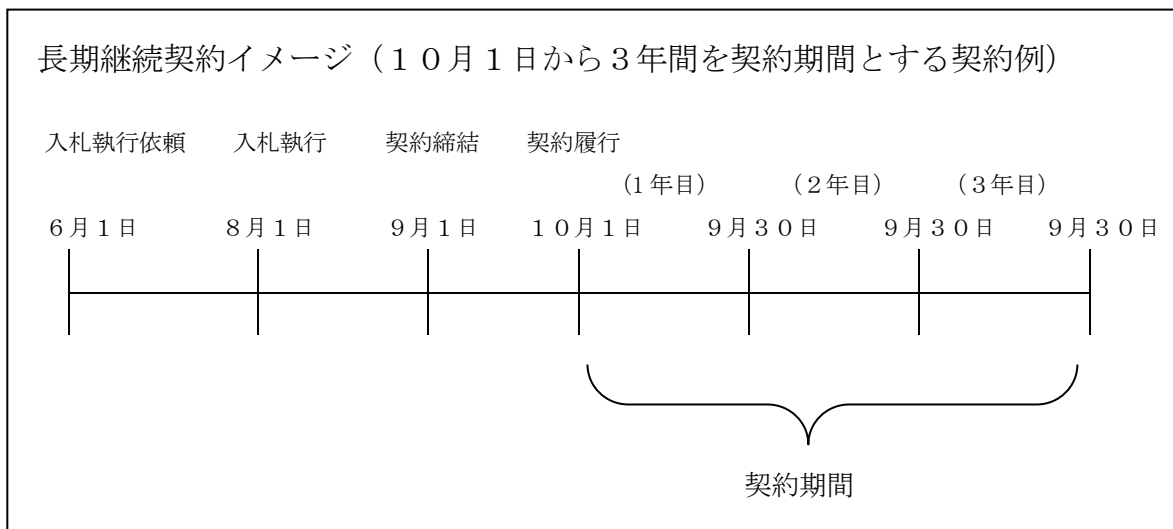 長期継続契約イメージ（１０月１日から３年間を契約期間とする契約例）
入札執行依頼　入札執行　契約締結　契約履行
（1年目）　（２年目）　（３年目）
６月１日　８月１日　９月１日　１０月１日　９月３０日　９月３０日　９月３０日
契約期間